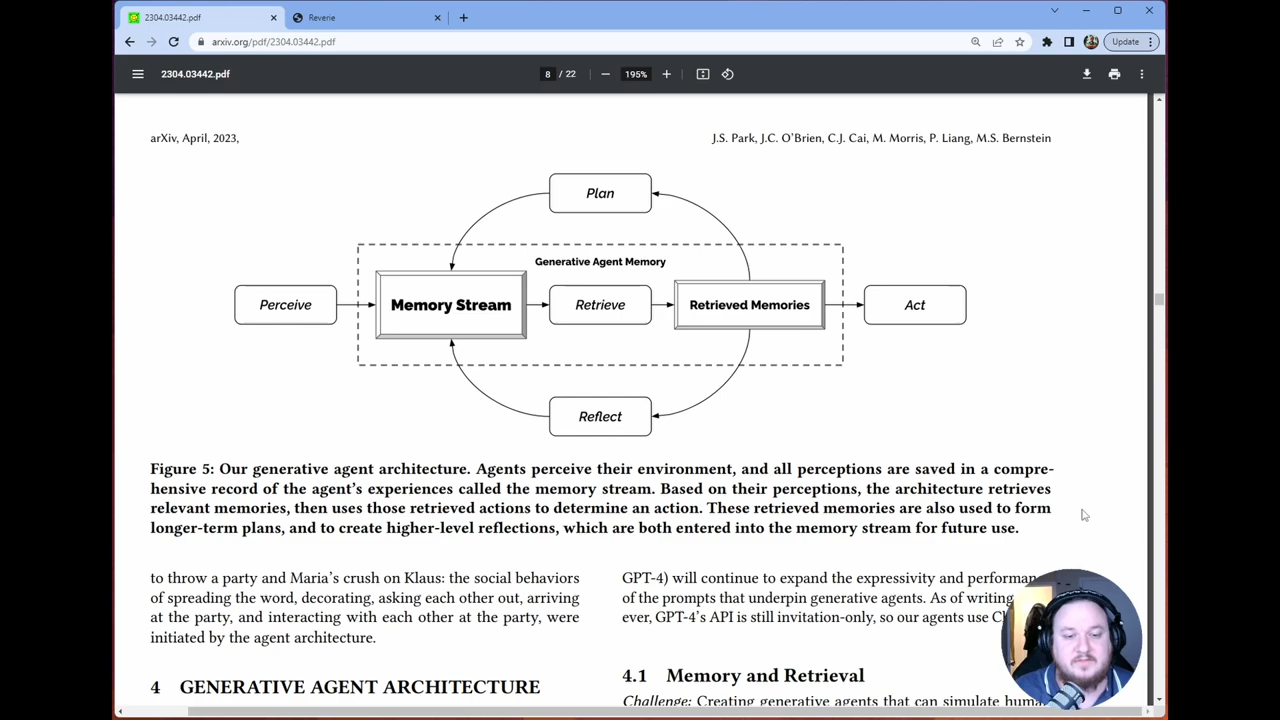 2304.03442.pdf
Reverie
arxiv.org/pdf/2304.03442.pdf
Update
2304.03442.pdf
8 / 22
195%
arXiv, April, 2023,
J.S. Park, J.C. O'Brien, C.J. Cai, M. Morris, P. Liang, M.S. Bernstein
Plan
Generative Agent Memory
Perceive
Memory Stream
Retrieve
Retrieved Memories
Act
Reflect
Figure 5: Our generative agent architecture. Agents perceive their environment, and all perceptions are saved in a compre-
hensive record of the agent's experiences called the memory stream. Based on their perceptions, the architecture retrieves
relevant memories, then uses those retrieved actions to determine an action. These retrieved memories are also used to form
longer-term plans, and to create higher-level reflections, which are both entered into the memory stream for future use.
to throw a party and Maria's crush on Klaus: the social behaviors
of spreading the word, decorating, asking each other out, arriving
at the party, and interacting with each other at the party, were
initiated by the agent architecture.
4 GENERATIVE AGENT ARCHITECTURE
GPT-4) will continue to expand the expressivity and performan
of the prompts that underpin generative agents. As of writing
ever, GPT-4's API is still invitation-only, so our agents use
4.1 Memory and Retrieval
Challenge: Creating generative agents that can simulate hum